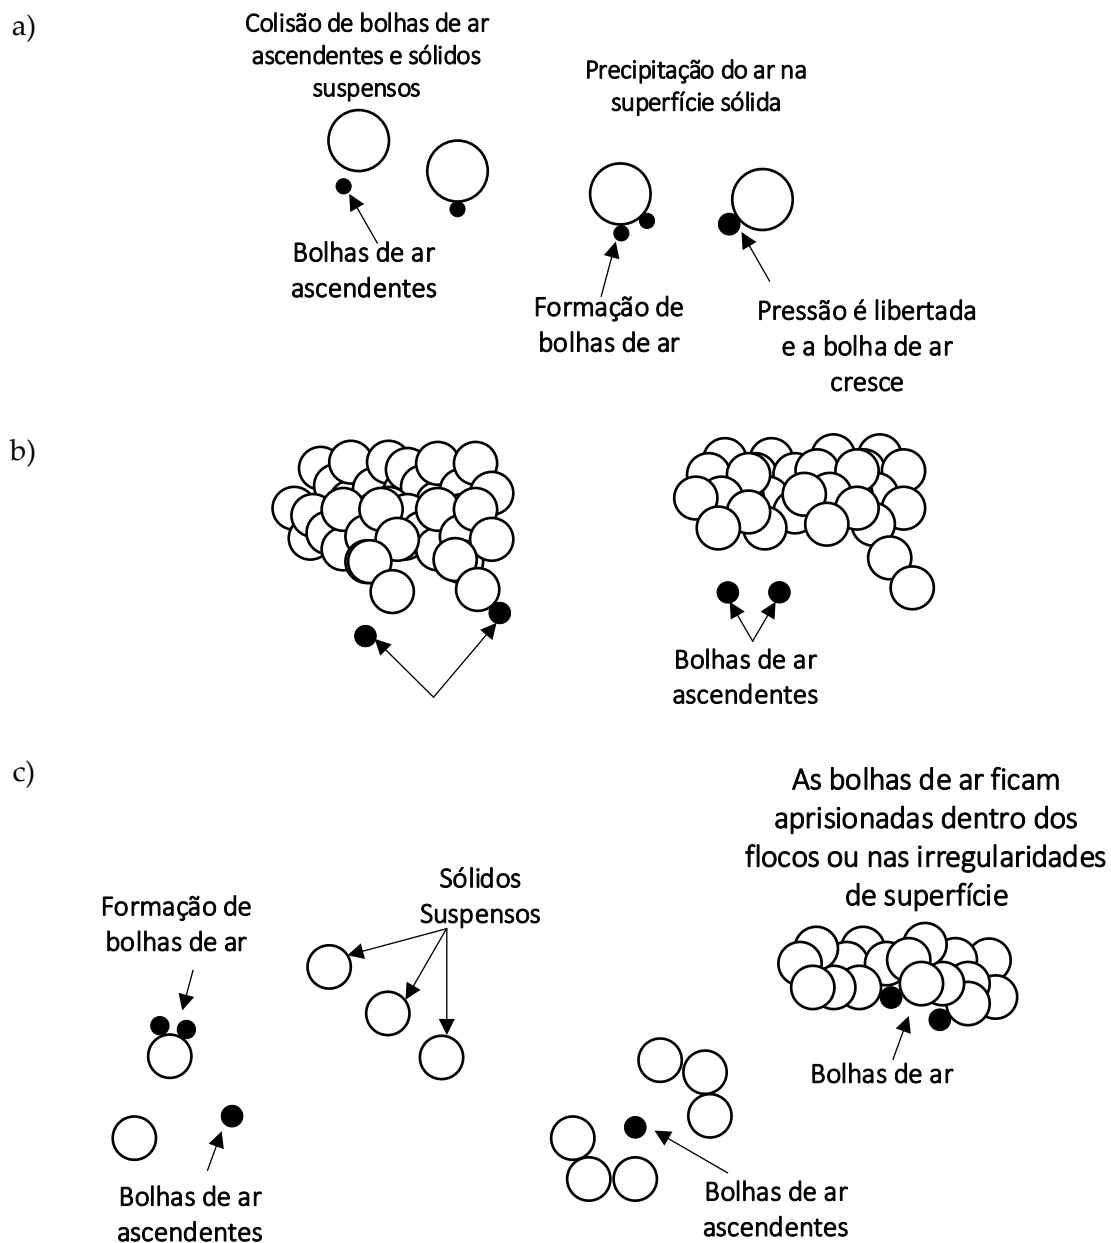 a)
Colisão de bolhas de ar
ascendentes e sólidos
suspensos
Precipitação do ar na
superfície sólida
Bolhas de ar
ascendentes
Formação de
bolhas de ar
Pressão é libertada
e a bolha de ar
cresce
b)
Bolhas de ar
ascendentes
c)
As bolhas de ar ficam
aprisionadas dentro dos
flocos ou nas irregularidades
de superfície
Sólidos
Suspensos
Formação de
bolhas de ar
Bolhas de ar
Bolhas de ar
ascendentes
Bolhas de ar
ascendentes